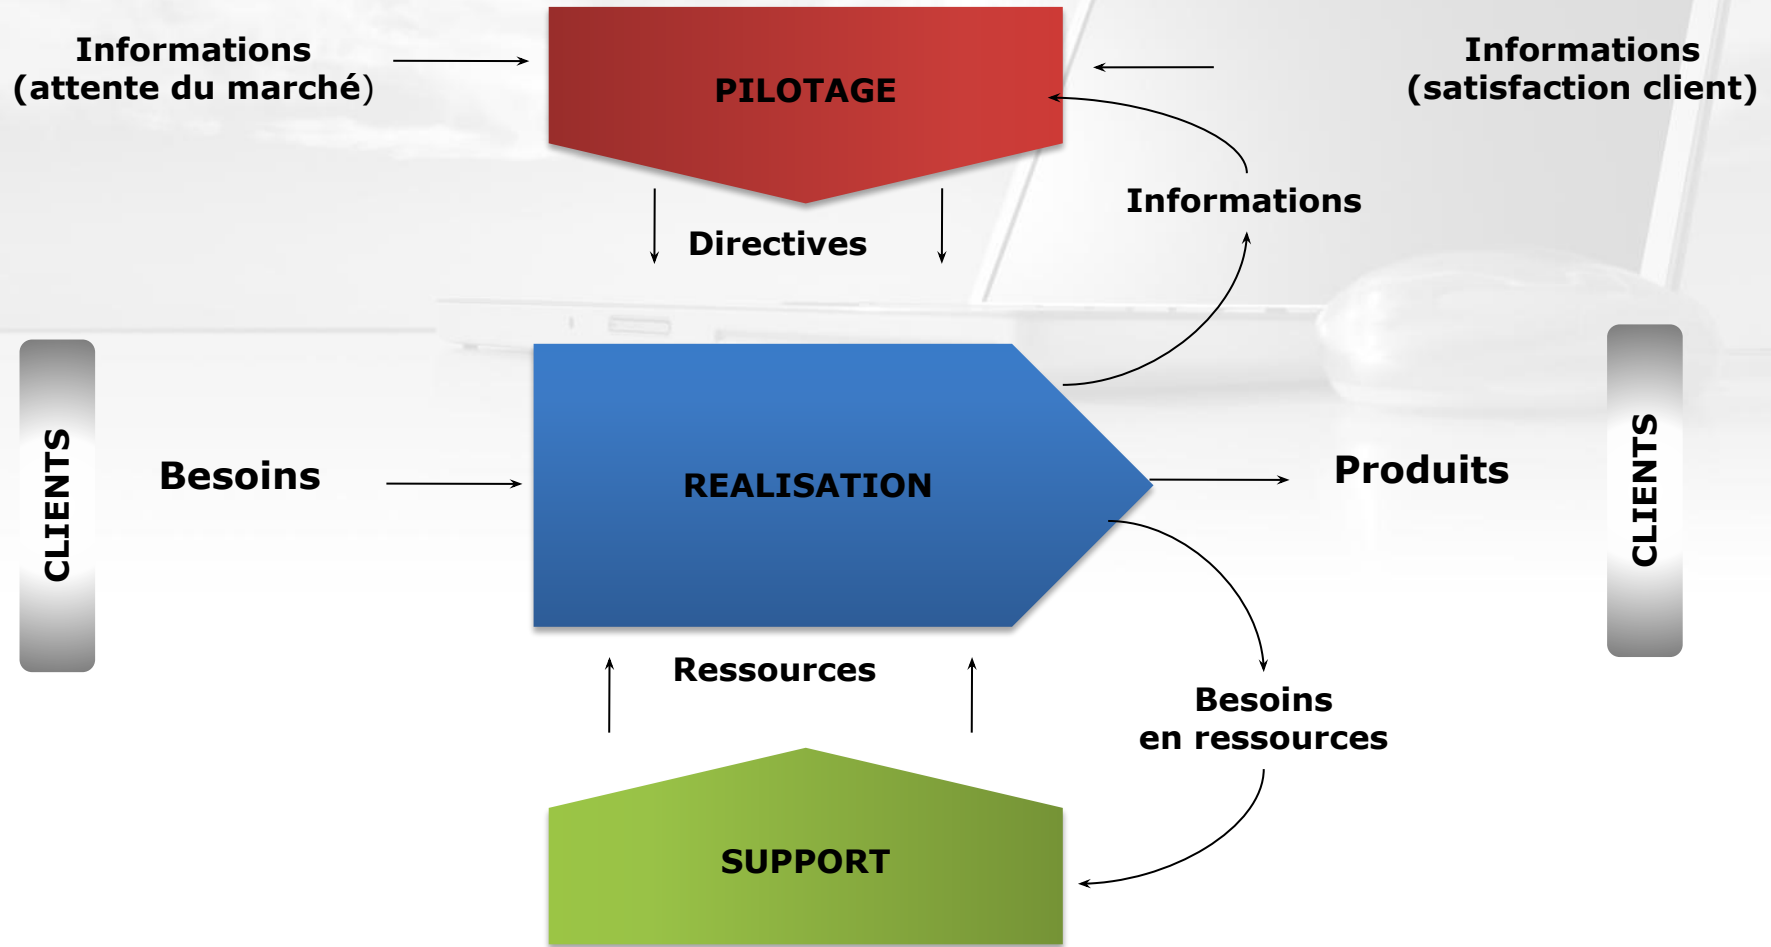 Informations
(attente du marché)
PILOTAGE
Informations
(satisfaction client)
Informations
Directives
CLIENTS
Besoins
REALISATION
Produits
CLIENTS
Ressources
Besoins
en ressources
SUPPORT